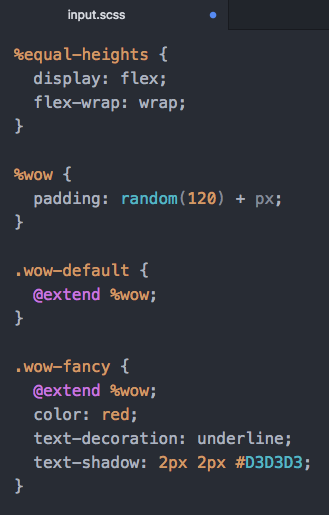 input.scss
%equal-heights {
  display: flex;
  flex-wrap: wrap;
}
%wow {
  padding: random(120) + px;
}
.wow-default {
  @extend %wow;
}
.wow-fancy {
  @extend %wow;
  color: red;
  text-decoration: underline;
  text-shadow: 2px 2px #D3D3D3;
}